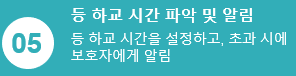 05
등 하교 시간 파악 및 알림
등 하교 시간을 설정하고, 초과 시에
보호자에게 알림